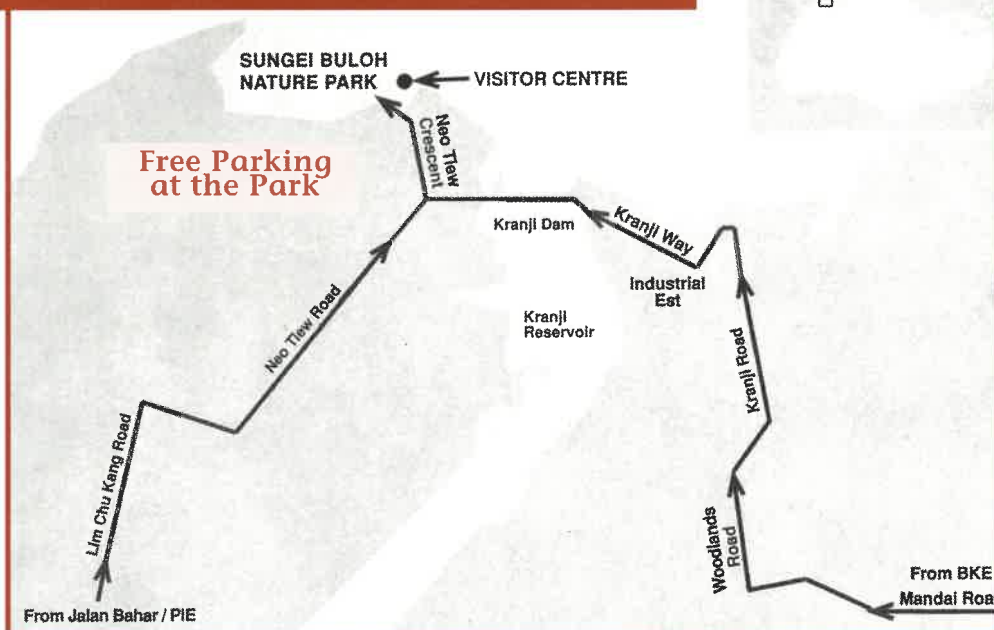 SUNGEI BULOH
NATURE PARK
VISITOR CENTRE
Neo Tiew
Crescent
Free Parking
at the Park
Kranji Dam
Kranji Way
Industrial
Est
Kranji
Reservoir
Neo Tiew Road
Kranji Road
Lim Chu Kang Road
Woodlands
Road
From BKE
Mandai Roa
From Jalan Bahar / PIE